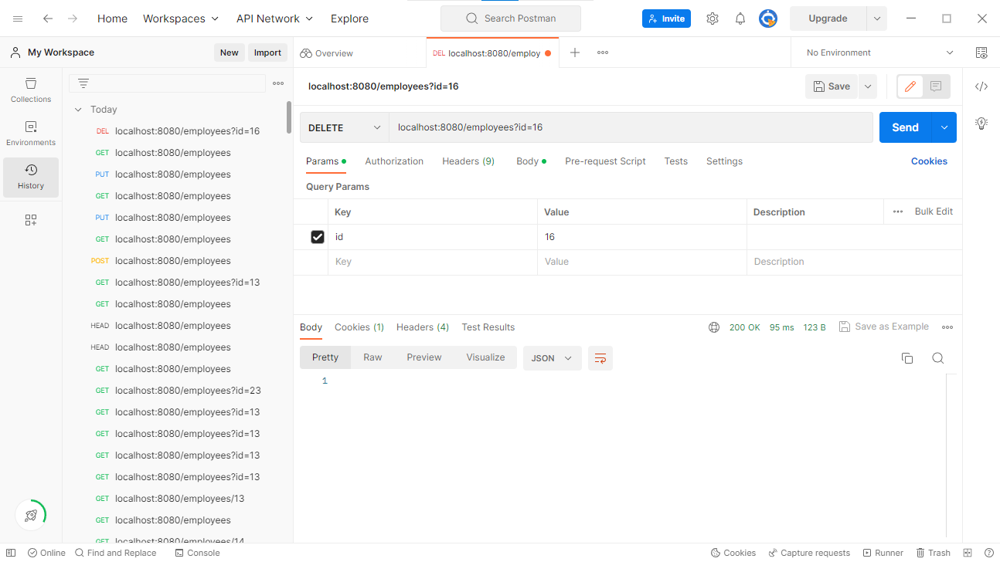 Home Workspaces API Network Explore Search Postman Invite Upgrade
My Workspace New Import Overview DEL localhost:8080/employ No Environment
Collections
Environments
History
Today
DEL localhost:8080/employees?id=16
GET localhost:8080/employees
PUT localhost:8080/employees
GET localhost:8080/employees
PUT localhost:8080/employees
GET localhost:8080/employees
POST localhost:8080/employees
GET localhost:8080/employees?id=13
GET localhost:8080/employees
HEAD localhost:8080/employees
HEAD localhost:8080/employees
GET localhost:8080/employees
GET localhost:8080/employees?id=23
GET localhost:8080/employees?id=13
GET localhost:8080/employees?id=13
GET localhost:8080/employees?id=13
GET localhost:8080/employees?id=13
GET localhost:8080/employees/13
GET localhost:8080/employees
GET localhost:8080/employees/14
localhost:8080/employees?id=16 Save
DELETE localhost:8080/employees?id=16 Send
Params Authorization Headers (9) Body Pre-request Script Tests Settings Cookies
Query Params
Key Value Description Bulk Edit
id 16
Key Value Description
Body Cookies (1) Headers (4) Test Results 200 OK 95 ms 123 B Save as Example
Pretty Raw Preview Visualize JSON
1
Online Find and Replace Console Cookies Capture requests Runner Trash